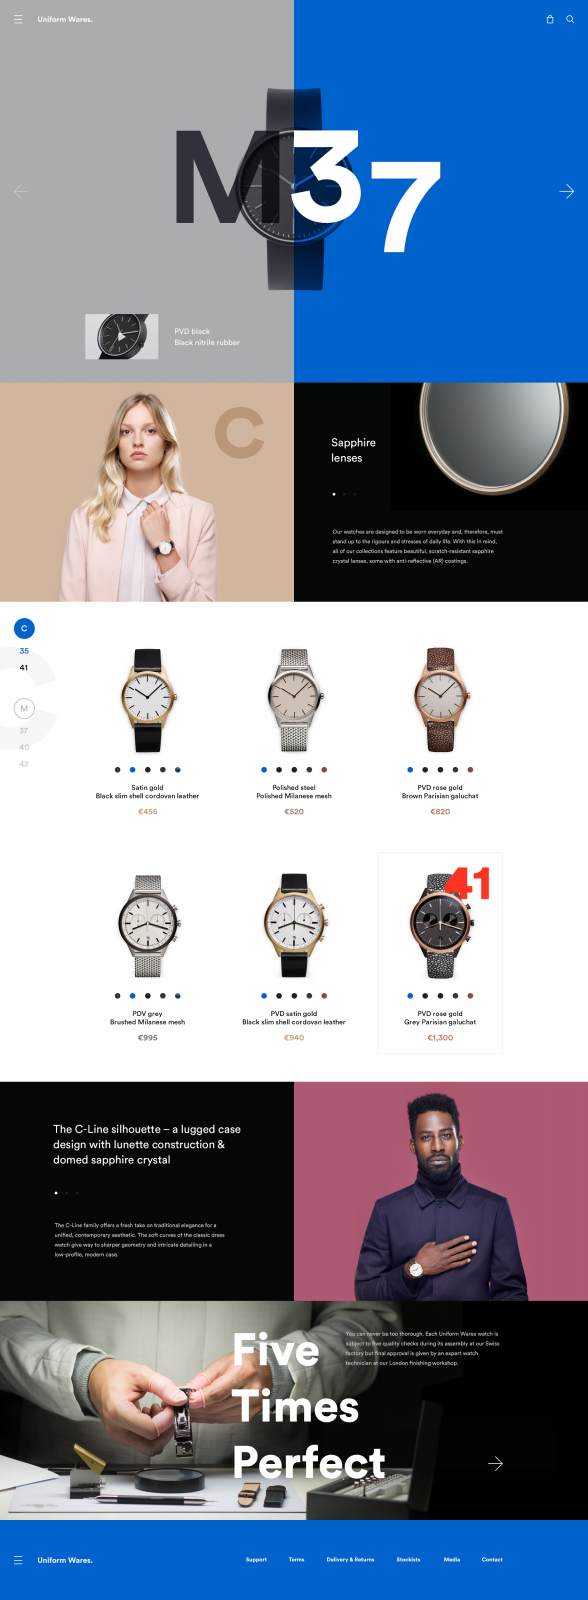 Uniform Wares.
M37
PVD black
Black nitrile rubber
C
Sapphire
lenses
Our watches are designed to be worn everyday and, therefore, must
stand up to the rigours and stresses of daily life. With this in mind,
all of our collections feature beautiful, scratch-resistant sapphire
crystal lenses, some with anti-reflective (AR) coatings.
C
35
41
C
M
37
40
42
Satin gold
Black slim shell cordovan leather
€455
Polished steel
Polished Milanese mesh
€520
PVD rose gold
Brown Parisian galuchat
€820
41
PDV grey
Brushed Milanese mesh
€995
PVD satin gold
Black slim shell cordovan leather
€940
PVD rose gold
Grey Parisian galuchat
€1,300
The C-Line silhouette – a lugged case
design with lunette construction &
domed sapphire crystal
The C-Line family offers a fresh take on traditional elegance for a
unified, contemporary aesthetic. The soft curves of the classic dress
watch give way to sharper geometry and intricate detailing in a
low-profile, modern case.
Five
Times
Perfect
You can never be too thorough. Each Uniform Wares watch is
subject to five quality checks during its assembly at our Swiss
factory but final approval is given by an expert watch
technician at our London finishing workshop.
Uniform Wares.
Support
Terms
Delivery & Returns
Stockists
Media
Contact